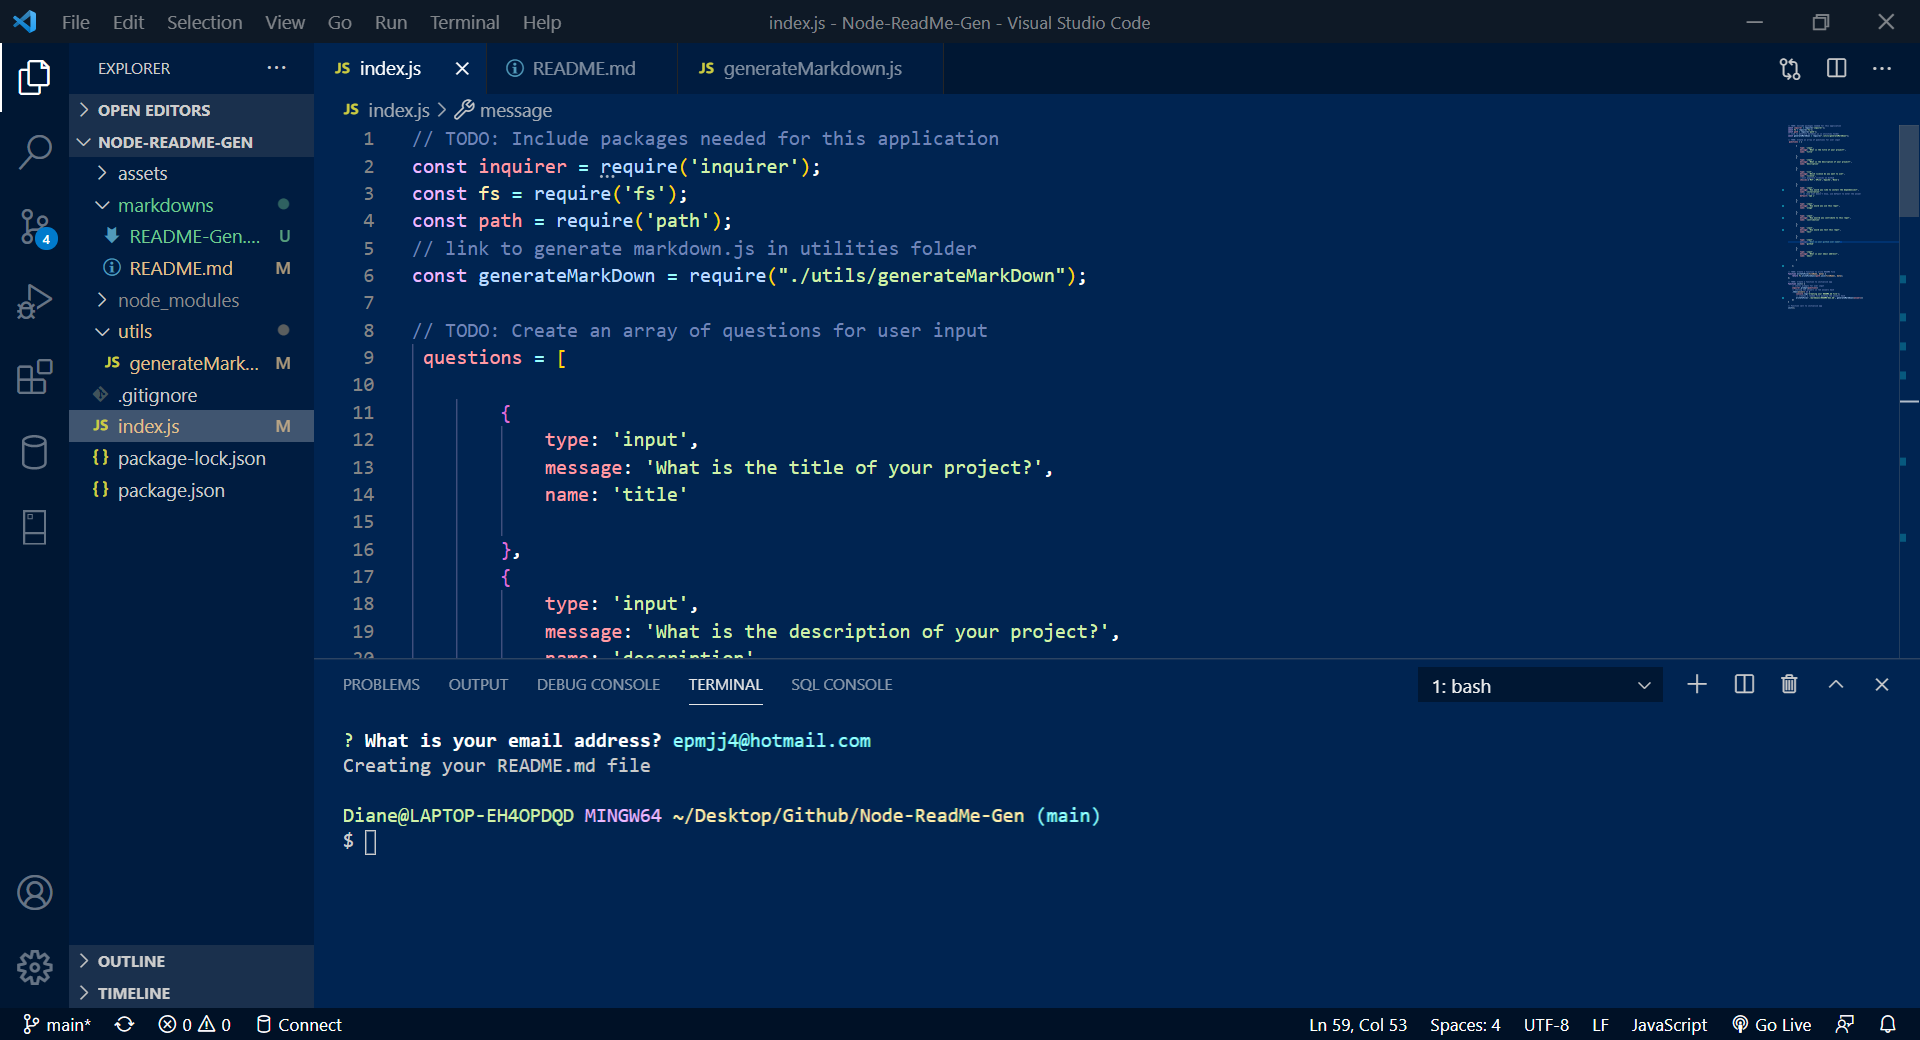 File Edit Selection View Go Run Terminal Help
index.js - Node-ReadMe-Gen - Visual Studio Code
EXPLORER
OPEN EDITORS
NODE-README-GEN
assets
markdowns
README-Gen.... U
README.md M
node_modules
utils
JS generateMark... M
.gitignore
JS index.js M
{} package-lock.json
{} package.json
OUTLINE
TIMELINE
4
JS index.js README.md JS generateMarkdown.js
JS index.js > message
1 // TODO: Include packages needed for this application
2 const inquirer = require('inquirer');
3 const fs = require('fs');
4 const path = require('path');
5 // link to generate markdown.js in utilities folder
6 const generateMarkDown = require("./utils/generateMarkDown");
7
8 // TODO: Create an array of questions for user input
9 questions = [
10
11 {
12 type: 'input',
13 message: 'What is the title of your project?',
14 name: 'title'
15
16 },
17 {
18 type: 'input',
19 message: 'What is the description of your project?',
20 name: 'description'
PROBLEMS OUTPUT DEBUG CONSOLE TERMINAL SQL CONSOLE
1: bash
? What is your email address? epmjj4@hotmail.com
Creating your README.md file
Diane@LAPTOP-EH4OPDQD MINGW64 ~/Desktop/Github/Node-ReadMe-Gen (main)
$
main* 0 0 Connect
Ln 59, Col 53 Spaces: 4 UTF-8 LF JavaScript Go Live